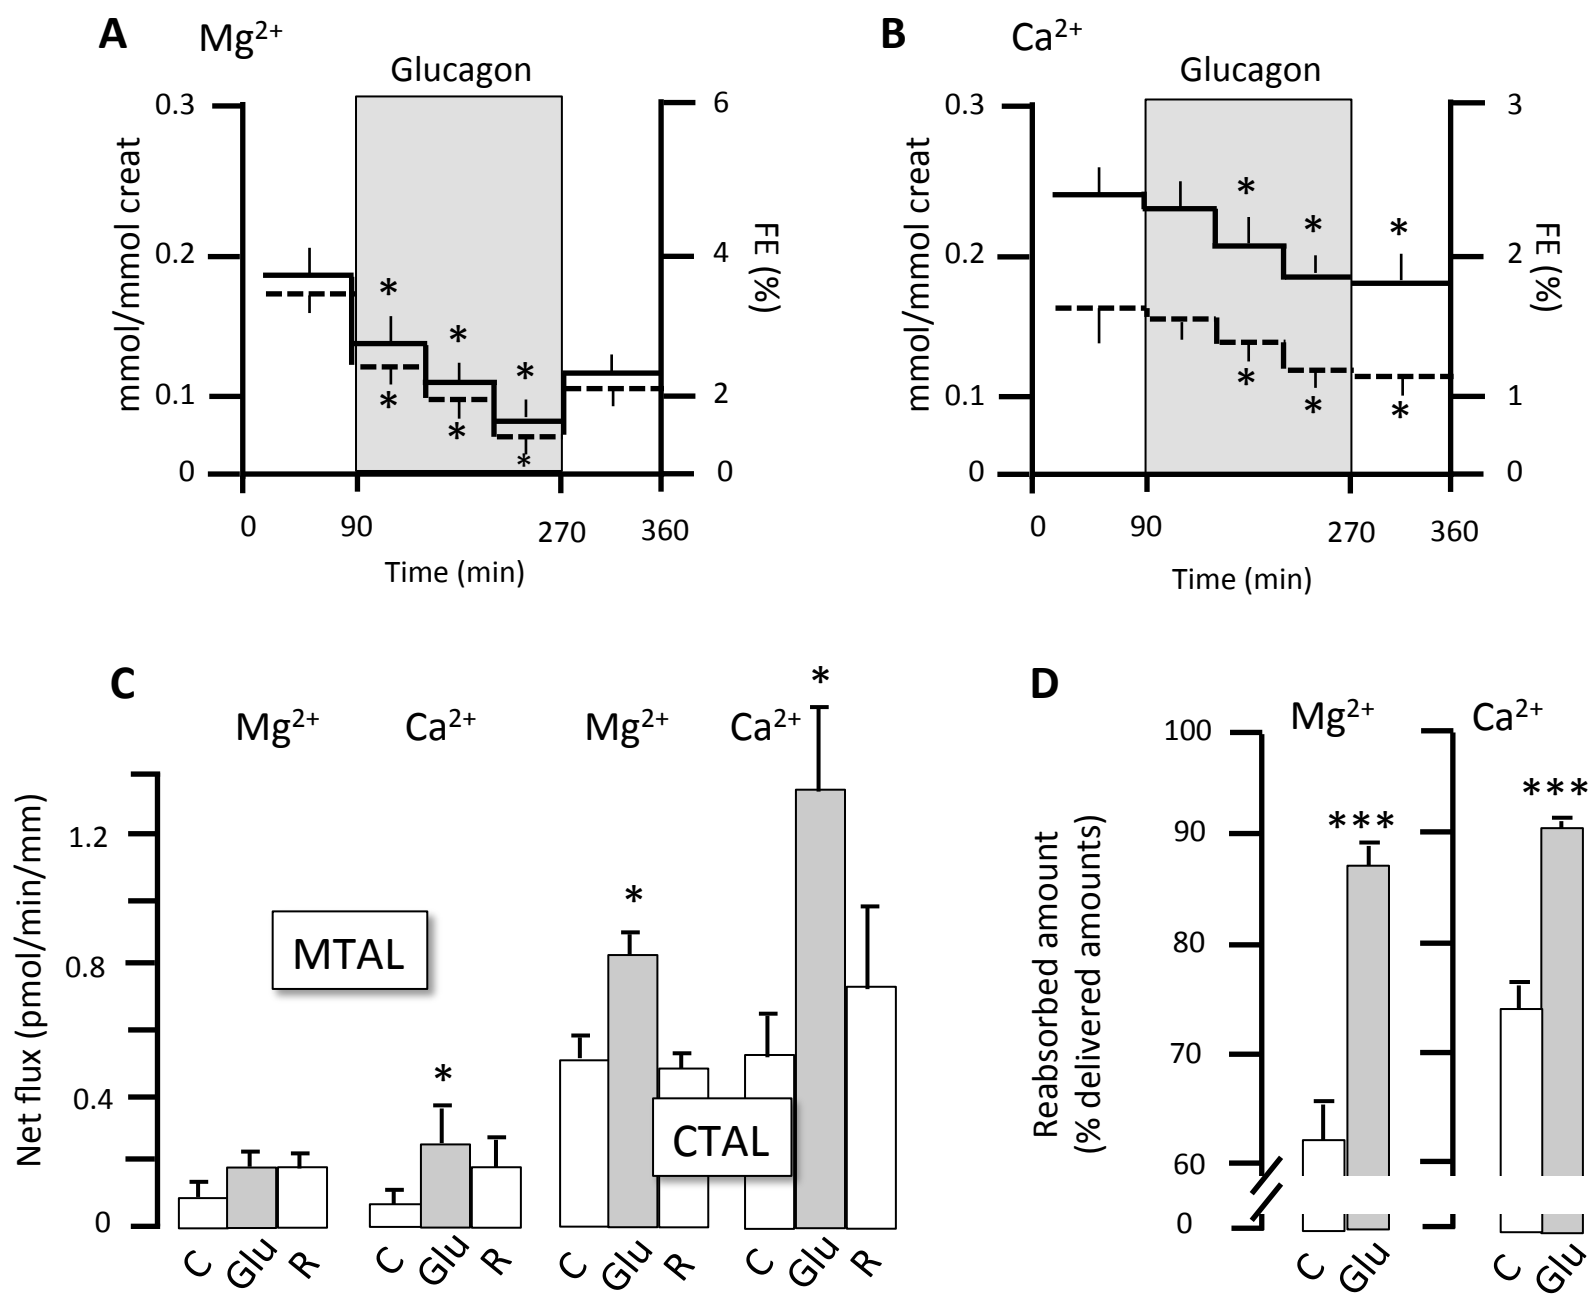 A Mg2+
Glucagon
0.3
0.2
0.1
0
mmol/mmol creat
6
4
2
0
FE (%)
* * *
* * *
0 90 270 360
Time (min)
B Ca2+
Glucagon
0.3
0.2
0.1
0
mmol/mmol creat
3
2
1
0
FE (%)
* * *
* * *
0 90 270 360
Time (min)
C
Mg2+ Ca2+ Mg2+ Ca2+
Net flux (pmol/min/mm)
1.2
0.8
0.4
0
* * *
MTAL
CTAL
C Glu R C Glu R C Glu R C Glu R
D
Mg2+ Ca2+
Reabsorbed amount
(% delivered amounts)
100
90
80
70
60
0
*** ***
C Glu C Glu